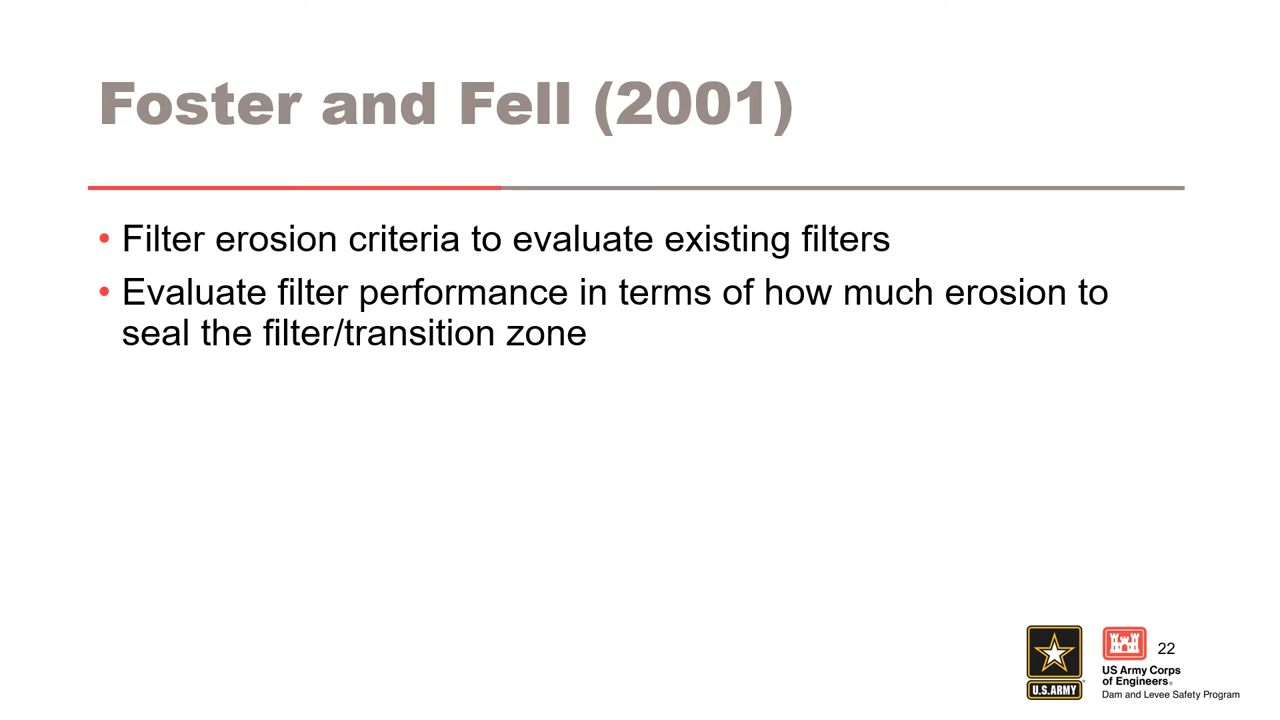 Foster and Fell (2001)
• Filter erosion criteria to evaluate existing filters
• Evaluate filter performance in terms of how much erosion to
seal the filter/transition zone
U.S.ARMY
US Army Corps
of Engineers®
Dam and Levee Safety Program
22